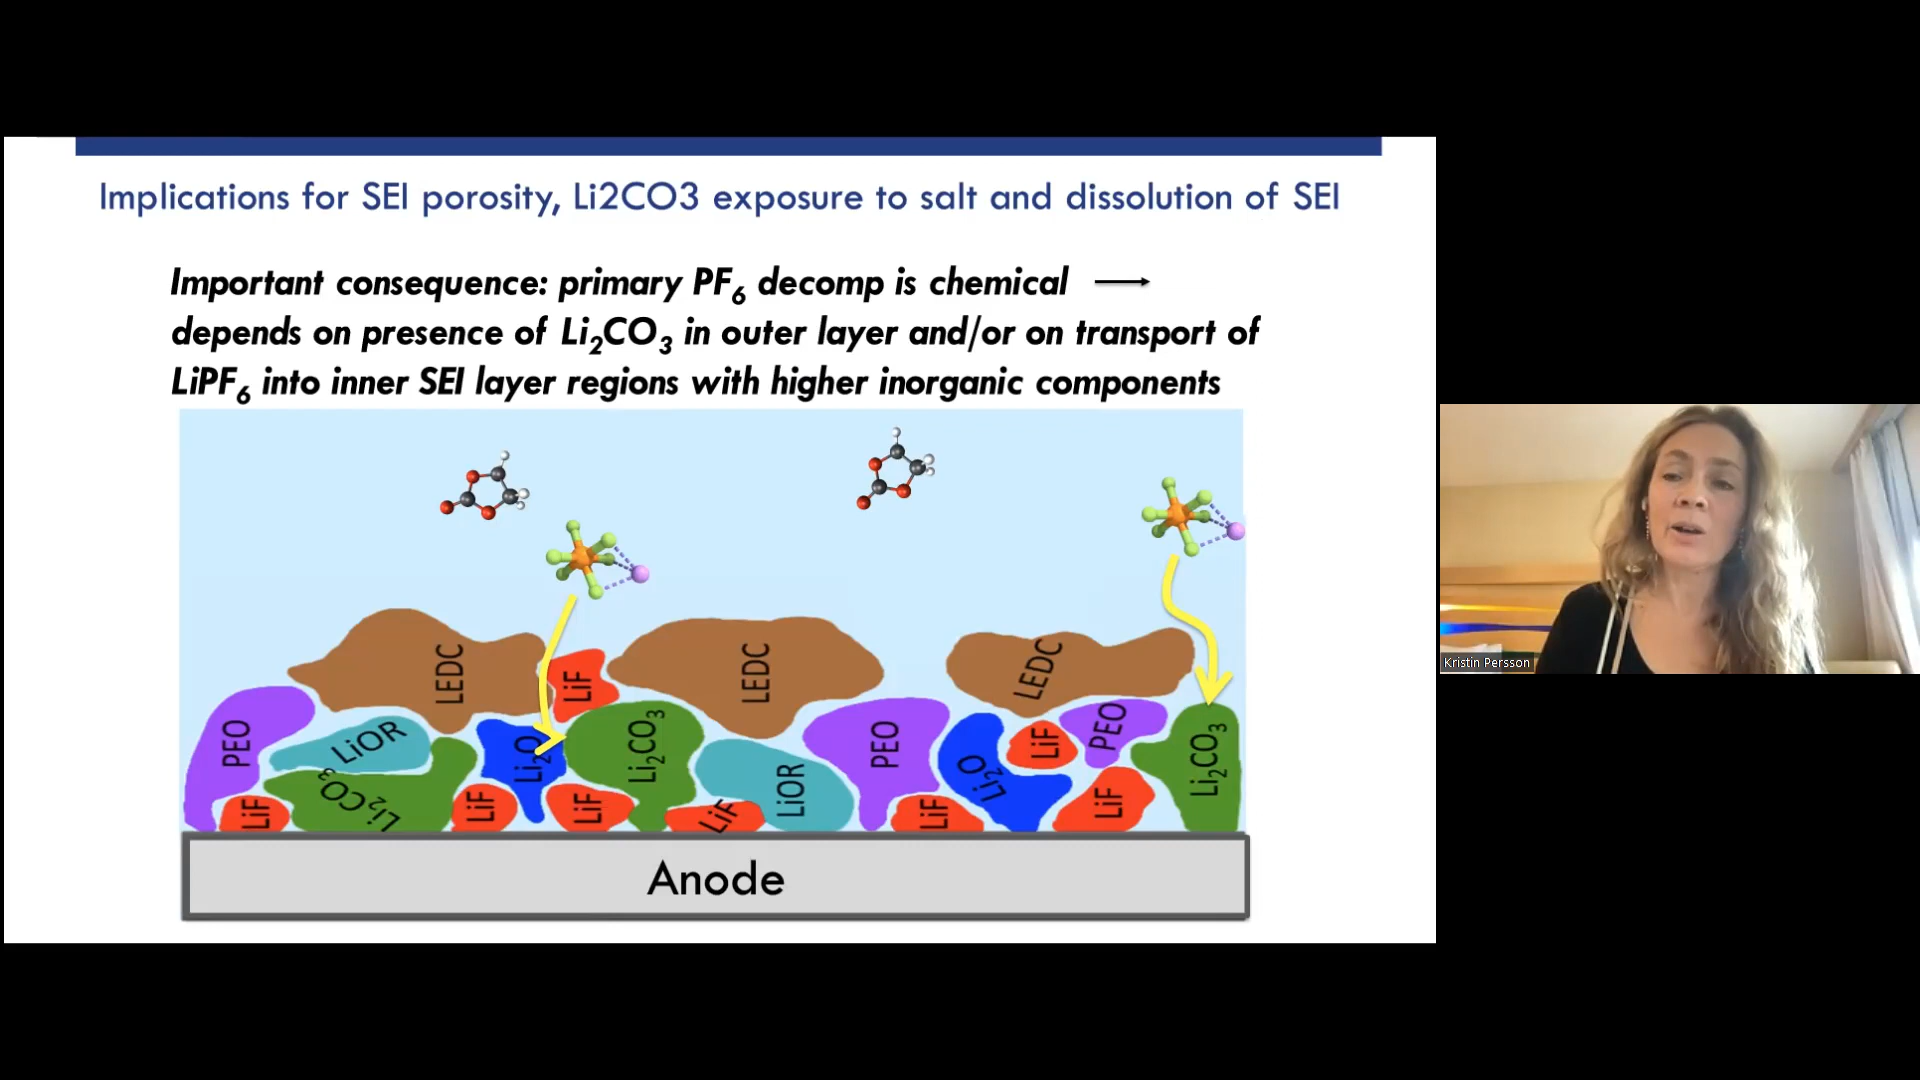 Implications for SEI porosity, Li2CO3 exposure to salt and dissolution of SEI
Important consequence: primary PF6 decomp is chemical →
depends on presence of Li2CO3 in outer layer and/or on transport of
LiPF6 into inner SEI layer regions with higher inorganic components
LEDC
LiF
LEDC
LEDC
PEO
LiOR
Li2CO3
LiF
Li2O
Li2CO3
LiF
LiF
LiF
LiOR
PEO
Li2O
LiF
LiF
PEO
LiF
Li2CO3
Anode
Kristin Persson